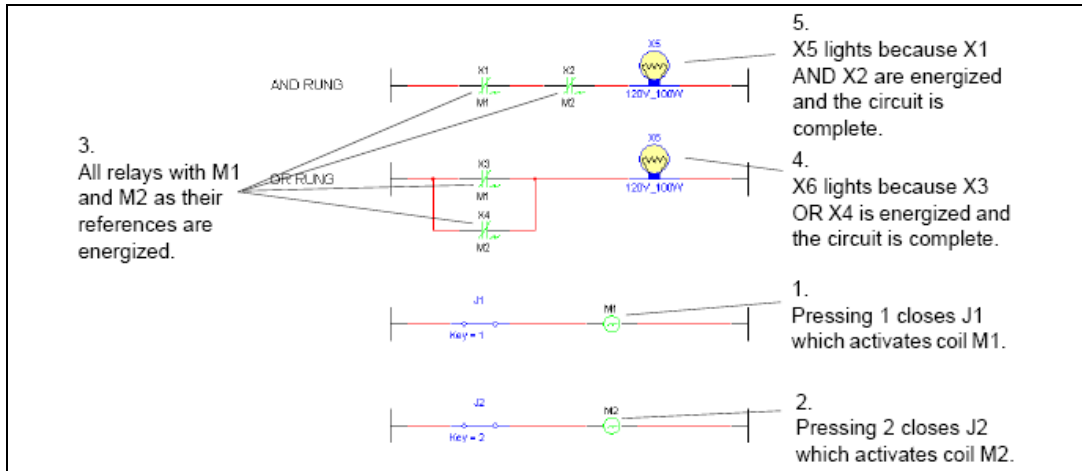 5.
X5 lights because X1
AND X2 are energized
and the circuit is
complete.
X5
X1
X2
AND RUNG
M1
M2
120V_100W
3.
All relays with M1
and M2 as their
references are
energized.
X6
X3
OR RUNG
M1
120V_100W
X4
M2
4.
X6 lights because X3
OR X4 is energized and
the circuit is complete.
J1
M1
Key = 1
1.
Pressing 1 closes J1
which activates coil M1.
J2
M2
Key = 2
2.
Pressing 2 closes J2
which activates coil M2.